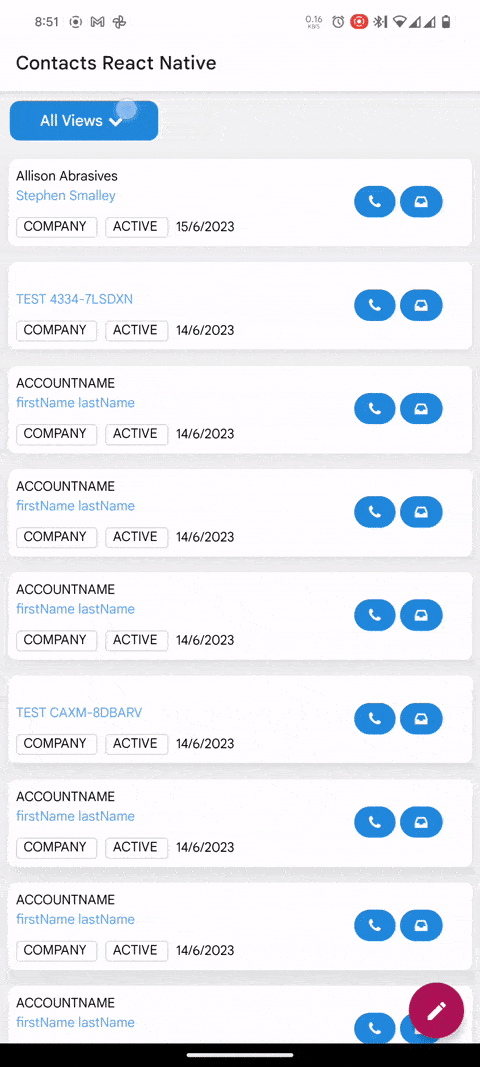 8:51
0.16
KB/S
Contacts React Native
All Views
Allison Abrasives
Stephen Smalley
COMPANY ACTIVE 15/6/2023
TEST 4334-7LSDXN
COMPANY ACTIVE 14/6/2023
ACCOUNTNAME
firstName lastName
COMPANY ACTIVE 14/6/2023
ACCOUNTNAME
firstName lastName
COMPANY ACTIVE 14/6/2023
ACCOUNTNAME
firstName lastName
COMPANY ACTIVE 14/6/2023
TEST CAXM-8DBARV
COMPANY ACTIVE 14/6/2023
ACCOUNTNAME
firstName lastName
COMPANY ACTIVE 14/6/2023
ACCOUNTNAME
firstName lastName
COMPANY ACTIVE 14/6/2023
ACCOUNTNAME
firstName lastName